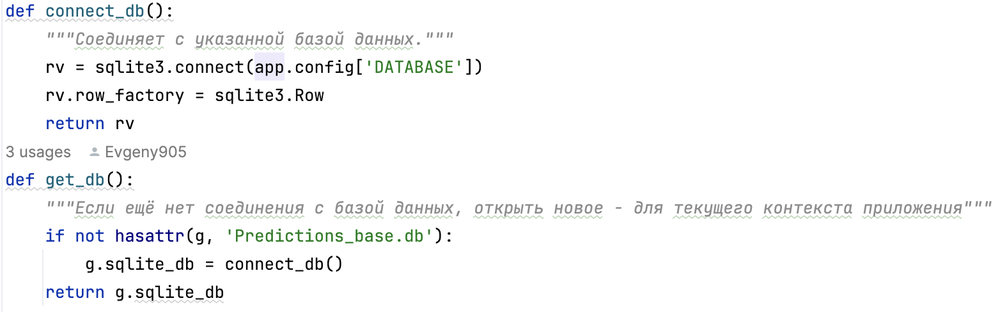 def connect_db():
    """Соединяет с указанной базой данных."""
    rv = sqlite3.connect(app.config['DATABASE'])
    rv.row_factory = sqlite3.Row
    return rv
3 usages Evgeny905
def get_db():
    """Если ещё нет соединения с базой данных, открыть новое - для текущего контекста приложения"""
    if not hasattr(g, 'Predictions_base.db'):
        g.sqlite_db = connect_db()
    return g.sqlite_db